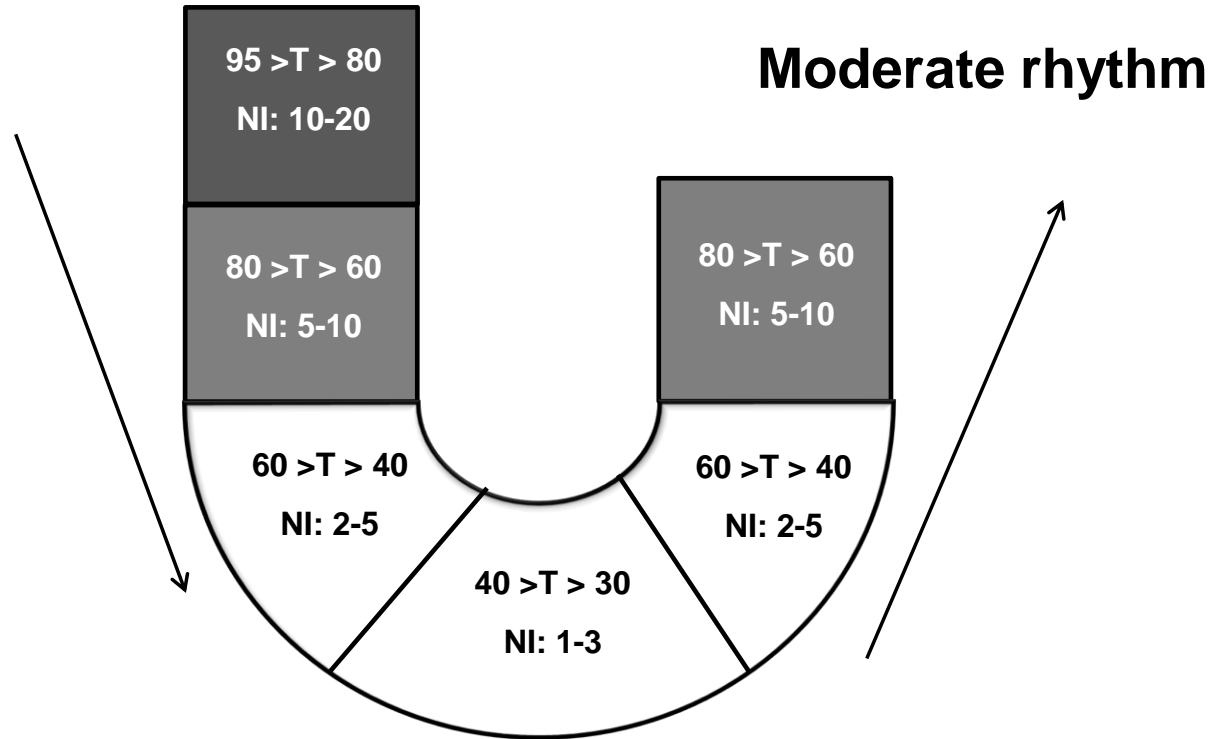 Moderate rhythm
95 >T > 80
NI: 10-20
80 >T > 60
NI: 5-10
60 >T > 40
NI: 2-5
40 >T > 30
NI: 1-3
60 >T > 40
NI: 2-5
80 >T > 60
NI: 5-10